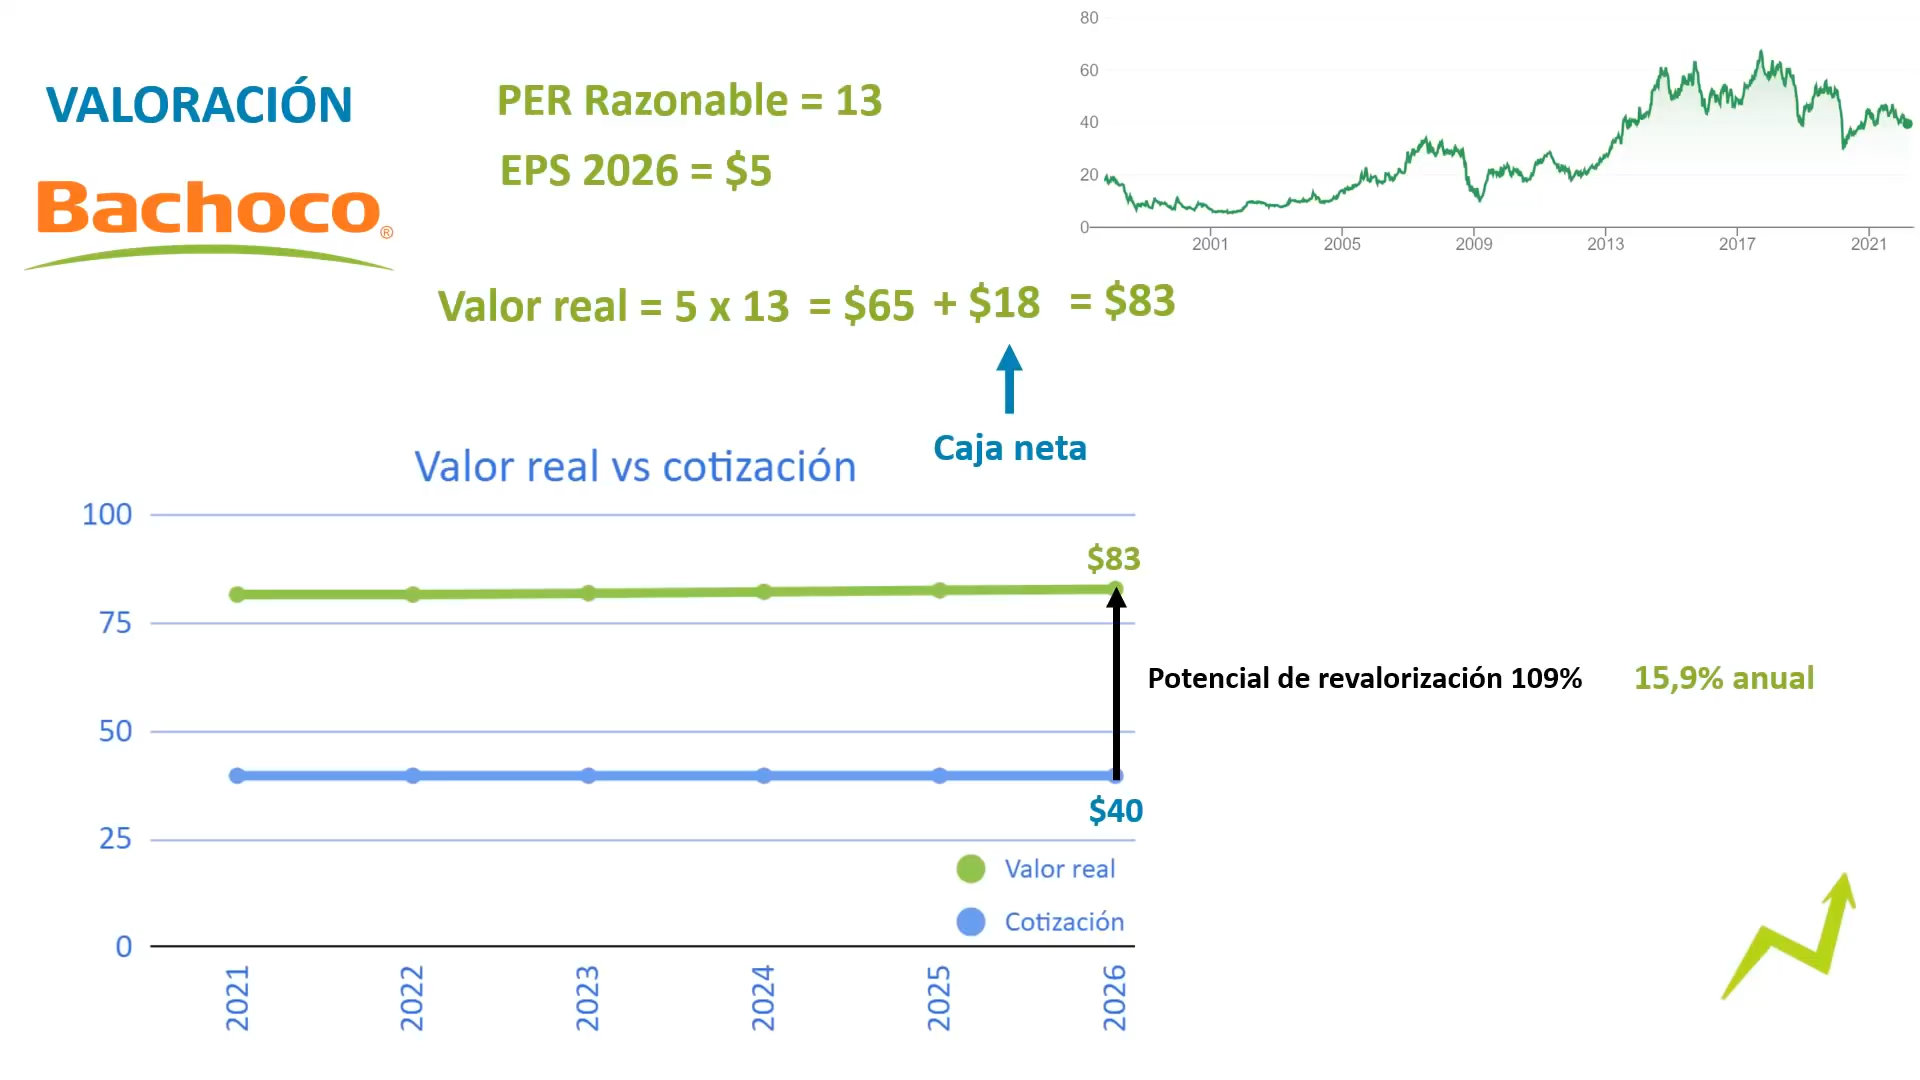 VALORACIÓN
Bachoco®
PER Razonable = 13
EPS 2026 = $5
80
60
40
20
0
2001 2005 2009 2013 2017 2021
Valor real = 5 x 13 = $65 + $18 = $83
Caja neta
Valor real vs cotización
100
75
50
25
0
$83
$40
Potencial de revalorización 109% 15,9% anual
Valor real
Cotización
2021 2022 2023 2024 2025 2026